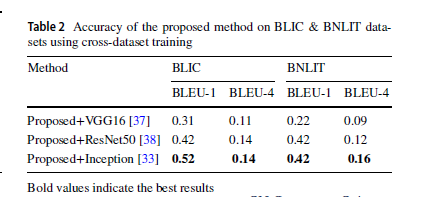 Table 2 Accuracy of the proposed method on BLIC & BNLIT data-
sets using cross-dataset training
Method BLIC BNLIT
BLEU-1 BLEU-4 BLEU-1 BLEU-4
Proposed+VGG16 [37] 0.31 0.11 0.22 0.09
Proposed+ResNet50 [38] 0.42 0.14 0.42 0.12
Proposed+Inception [33] 0.52 0.14 0.42 0.16
Bold values indicate the best results